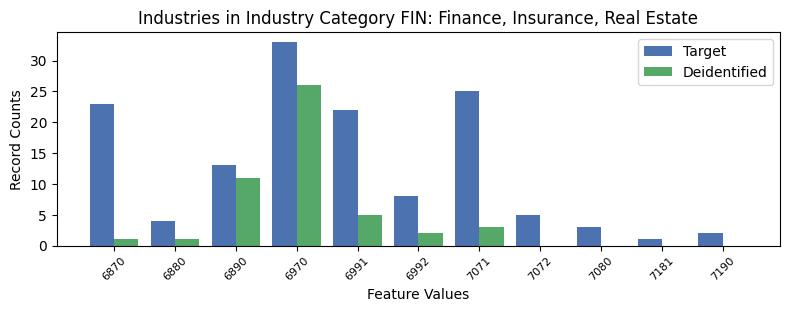 Industries in Industry Category FIN: Finance, Insurance, Real Estate
Target
Deidentified
Record Counts
30
25
20
15
10
5
0
6870 6880 6890 6970 6991 6992 7071 7072 7080 7181 7190
Feature Values